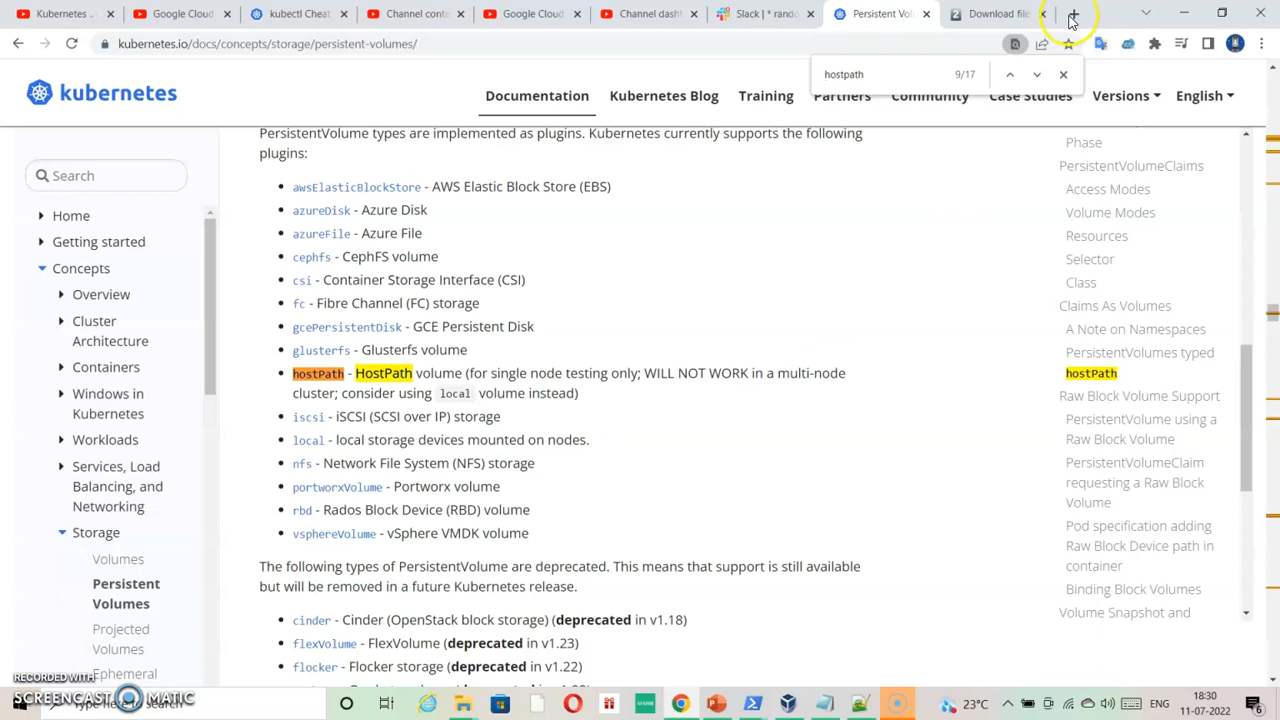 Kubernetes ..
Google Cloud
kubectl Cheat
Channel cont
Google Cloud
Channel dash
Slack | * rando
Persistent Volu
Download file
kubernetes.io/docs/concepts/storage/persistent-volumes/
hostpath 9/17
kubernetes
Documentation Kubernetes Blog Training Partners Community Case Studies Versions English
Search
Home
Getting started
Concepts
Overview
Cluster
Architecture
Containers
Windows in
Kubernetes
Workloads
Services, Load
Balancing, and
Networking
Storage
Volumes
Persistent
Volumes
Projected
Volumes
Ephemeral
PersistentVolume types are implemented as plugins. Kubernetes currently supports the following
plugins:
awsElasticBlockStore - AWS Elastic Block Store (EBS)
azureDisk - Azure Disk
azureFile - Azure File
cephfs - CephFS volume
csi - Container Storage Interface (CSI)
fc - Fibre Channel (FC) storage
gcePersistentDisk - GCE Persistent Disk
glusterfs - Glusterfs volume
hostPath - HostPath volume (for single node testing only; WILL NOT WORK in a multi-node
cluster; consider using local volume instead)
iscsi - iSCSI (SCSI over IP) storage
local - local storage devices mounted on nodes.
nfs - Network File System (NFS) storage
portworxVolume - Portworx volume
rbd - Rados Block Device (RBD) volume
vsphereVolume - vSphere VMDK volume
The following types of PersistentVolume are deprecated. This means that support is still available
but will be removed in a future Kubernetes release.
cinder - Cinder (OpenStack block storage) (deprecated in v1.18)
flexVolume - FlexVolume (deprecated in v1.23)
flocker - Flocker storage (deprecated in v1.22)
Phase
PersistentVolumeClaims
Access Modes
Volume Modes
Resources
Selector
Class
Claims As Volumes
A Note on Namespaces
PersistentVolumes typed
hostPath
Raw Block Volume Support
PersistentVolume using a
Raw Block Volume
PersistentVolumeClaim
requesting a Raw Block
Volume
Pod specification adding
Raw Block Device path in
container
Binding Block Volumes
Volume Snapshot and
RECORDED WITH
SCREENCAST MATIC
Type here to search
23°C
ENG
18:30
11-07-2022
6